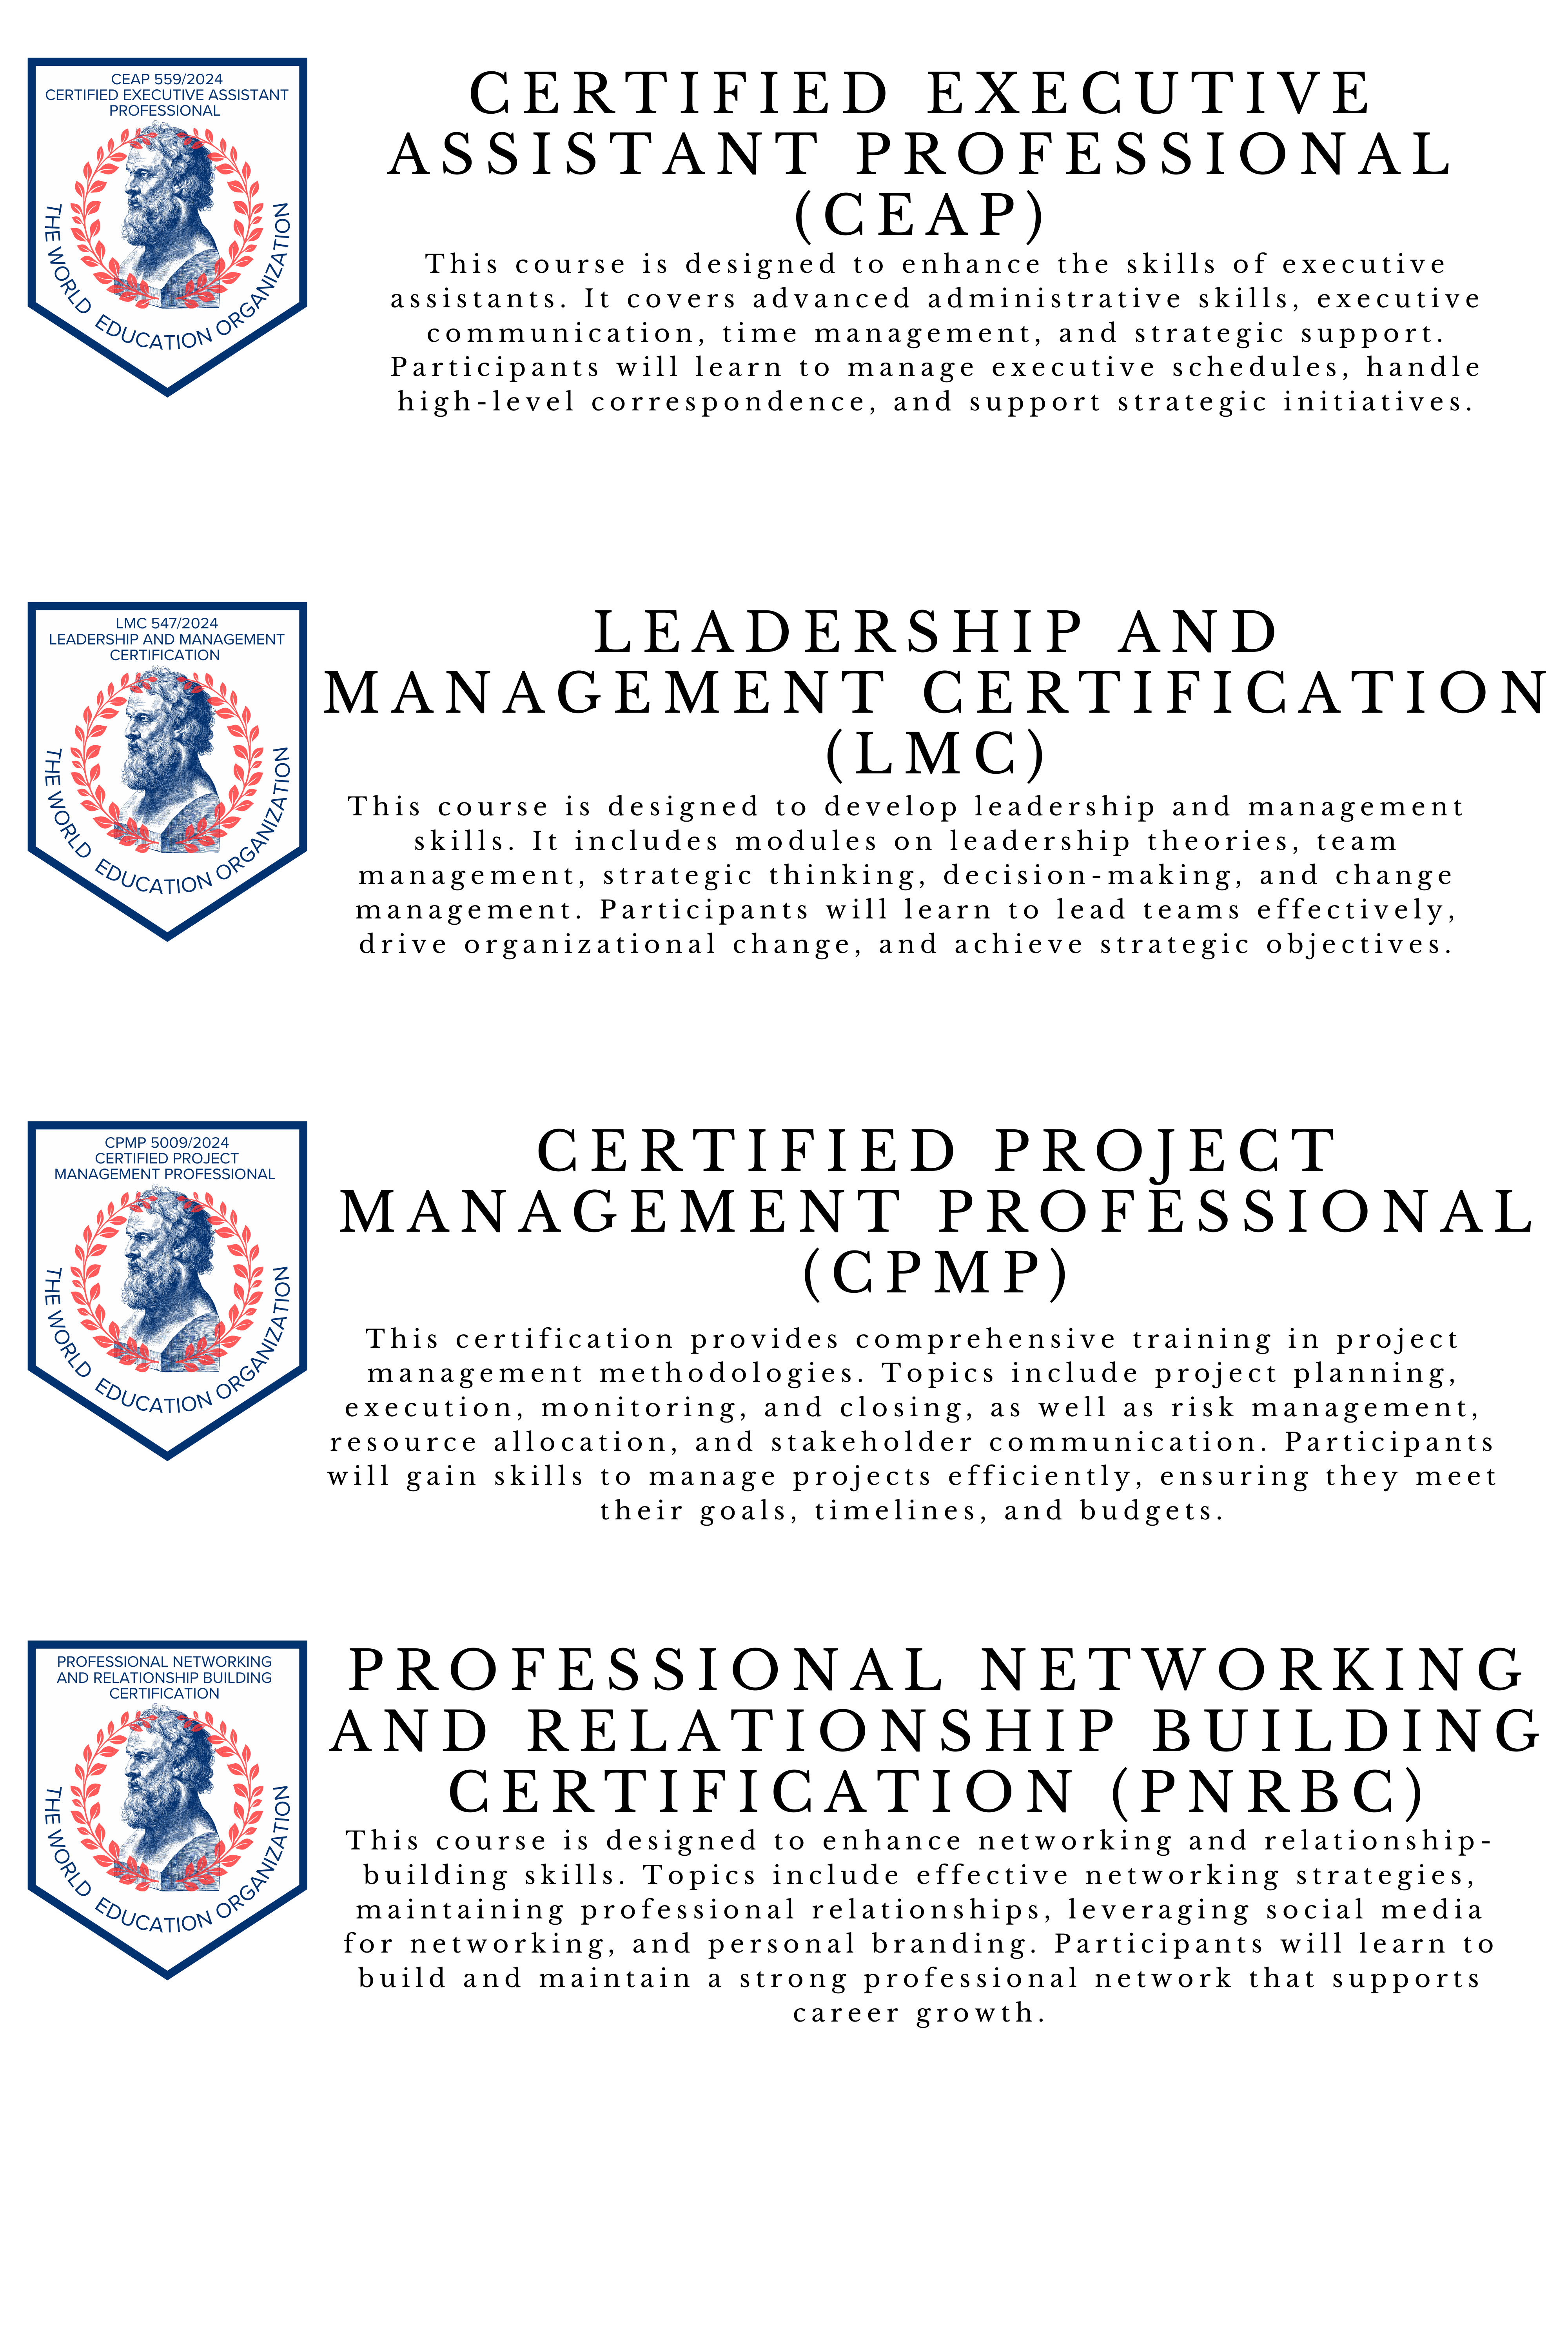 CEAP 559/2024
CERTIFIED EXECUTIVE ASSISTANT
PROFESSIONAL
THE WORLD EDUCATION ORGANIZATION
CERTIFIED EXECUTIVE
ASSISTANT PROFESSIONAL
(CEAP)
This course is designed to enhance the skills of executive
assistants. It covers advanced administrative skills, executive
communication, time management, and strategic support.
Participants will learn to manage executive schedules, handle
high-level correspondence, and support strategic initiatives.
LMC 547/2024
LEADERSHIP AND MANAGEMENT
CERTIFICATION
THE WORLD EDUCATION ORGANIZATION
LEADERSHIP AND
MANAGEMENT CERTIFICATION
(LMC)
This course is designed to develop leadership and management
skills. It includes modules on leadership theories, team
management, strategic thinking, decision-making, and change
management. Participants will learn to lead teams effectively,
drive organizational change, and achieve strategic objectives.
CPMP 5009/2024
CERTIFIED PROJECT
MANAGEMENT PROFESSIONAL
THE WORLD EDUCATION ORGANIZATION
CERTIFIED PROJECT
MANAGEMENT PROFESSIONAL
(CPMP)
This certification provides comprehensive training in project
management methodologies. Topics include project planning,
execution, monitoring, and closing, as well as risk management,
resource allocation, and stakeholder communication. Participants
will gain skills to manage projects efficiently, ensuring they meet
their goals, timelines, and budgets.
PROFESSIONAL NETWORKING
AND RELATIONSHIP BUILDING
CERTIFICATION
THE WORLD EDUCATION ORGANIZATION
PROFESSIONAL NETWORKING
AND RELATIONSHIP BUILDING
CERTIFICATION (PNRBC)
This course is designed to enhance networking and relationship-
building skills. Topics include effective networking strategies,
maintaining professional relationships, leveraging social media
for networking, and personal branding. Participants will learn to
build and maintain a strong professional network that supports
career growth.